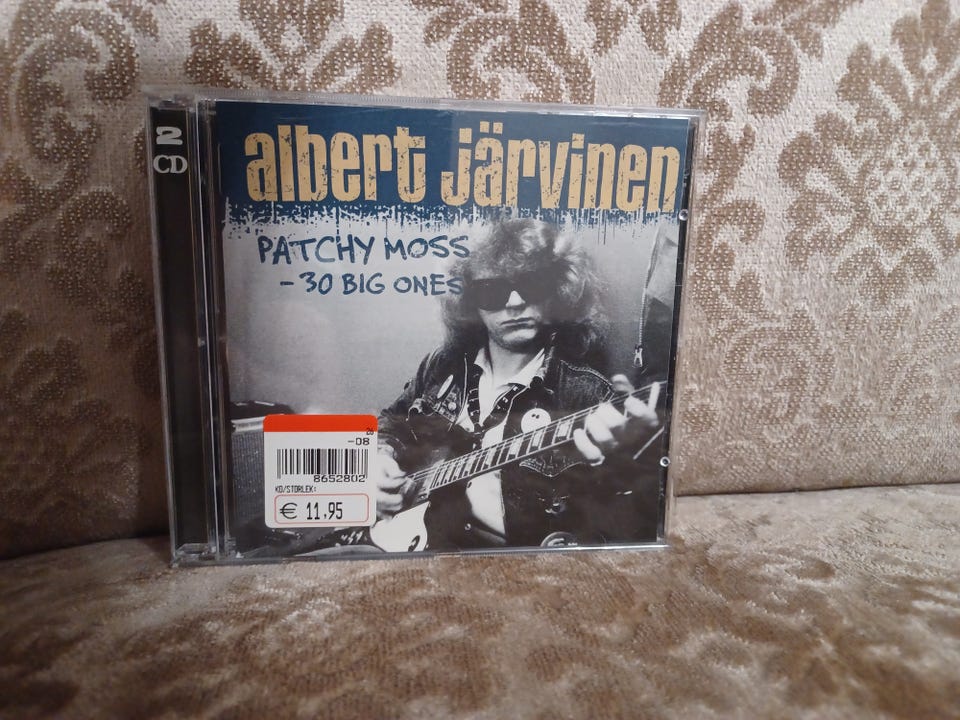 2
CD
albert järvinen
PATCHY MOSS
- 30 BIG ONES
-08
8652802
KO/STORLEK:
€ 11,95